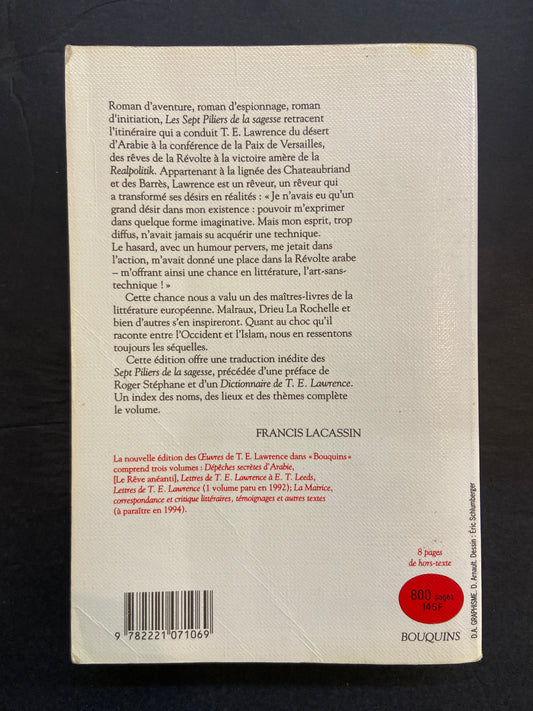 Roman d'aventure, roman d'espionnage, roman
d'initiation, Les Sept Piliers de la sagesse retracent
l'itinéraire qui a conduit T. E. Lawrence du désert
d'Arabie à la conférence de la Paix de Versailles,
des rêves de la Révolte à la victoire amère de la
Realpolitik. Appartenant à la lignée des Chateaubriand
et des Barrès, Lawrence est un rêveur, un rêveur qui
a transformé ses désirs en réalités : « Je n'avais eu qu'un
grand désir dans mon existence : pouvoir m'exprimer
dans quelque forme imaginative. Mais mon esprit, trop
diffus, n'avait jamais su acquérir une technique.
Le hasard, avec un humour pervers, me jetait dans
l'action, m'avait donné une place dans la Révolte arabe
– m'offrant ainsi une chance en littérature, l'art-sans-
technique ! »
Cette chance nous a valu un des maîtres-livres de la
littérature européenne. Malraux, Drieu La Rochelle et
bien d'autres s'en inspireront. Quant au choc qu'il
raconte entre l'Occident et l'Islam, nous en ressentons
toujours les séquelles.
Cette édition offre une traduction inédite des
Sept Piliers de la sagesse, précédée d'une préface de
Roger Stéphane et d'un Dictionnaire de T. E. Lawrence.
Un index des noms, des lieux et des thèmes complète
le volume.
FRANCIS LACASSIN
La nouvelle édition des Œuvres de T. E. Lawrence dans « Bouquins »
comprend trois volumes : Dépêches secrètes d'Arabie,
[Le Rêve anéanti], Lettres de T. E. Lawrence à E. T. Leeds,
Lettres de T. E. Lawrence (1 volume paru en 1992); La Matrice,
correspondance et critique littéraires, témoignages et autres textes
(à paraître en 1994).
8 pages
de hors-texte
800 pages
145F
BOUQUINS
9 782221 071069
D.A. GRAPHISME, D. Arnault. Dessin : Éric Schlumberger